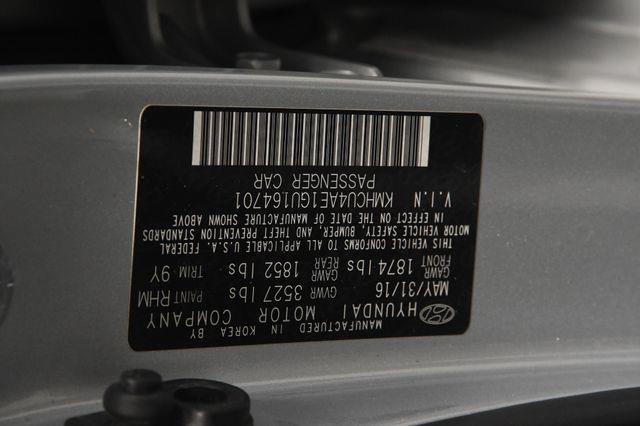 MANUFACTURED IN KOREA BY
HYUNDAI MOTOR COMPANY
MAY/31/16 GVWR 3527 lbs PAINT RHM
GAWR FRONT 1874 lbs GAWR REAR 1852 lbs TRIM 9Y
THIS VEHICLE CONFORMS TO ALL APPLICABLE U.S.A. FEDERAL
MOTOR VEHICLE SAFETY, BUMPER, AND THEFT PREVENTION STANDARDS
IN EFFECT ON THE DATE OF MANUFACTURE SHOWN ABOVE
V.I.N KMHCU4AE1GU164701
PASSENGER CAR